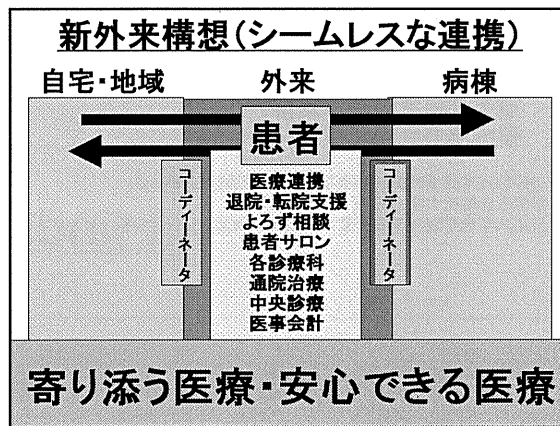 新外来構想(シームレスな連携)
自宅・地域
外来
病棟
患者
コーディネータ
医療連携
退院・転院支援
よろず相談
患者サロン
各診療科
通院治療
中央診療
医事会計
コーディネータ
寄り添う医療・安心できる医療